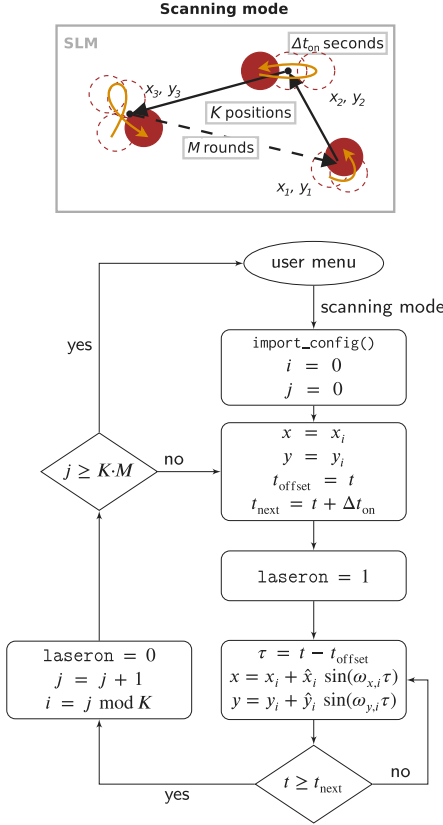 Scanning mode
SLM
Δt_on seconds
x_3, y_3
x_2, y_2
K positions
M rounds
x_1, y_1
user menu
scanning mode
yes
import_config()
i = 0
j = 0
x = x_i
y = y_i
t_offset = t
t_next = t + Δt_on
j ≥ K·M
no
laseron = 1
laseron = 0
j = j + 1
i = j mod K
τ = t − t_offset
x = x_i + x̂_i sin(ω_x,i τ)
y = y_i + ŷ_i sin(ω_y,i τ)
t ≥ t_next
no
yes